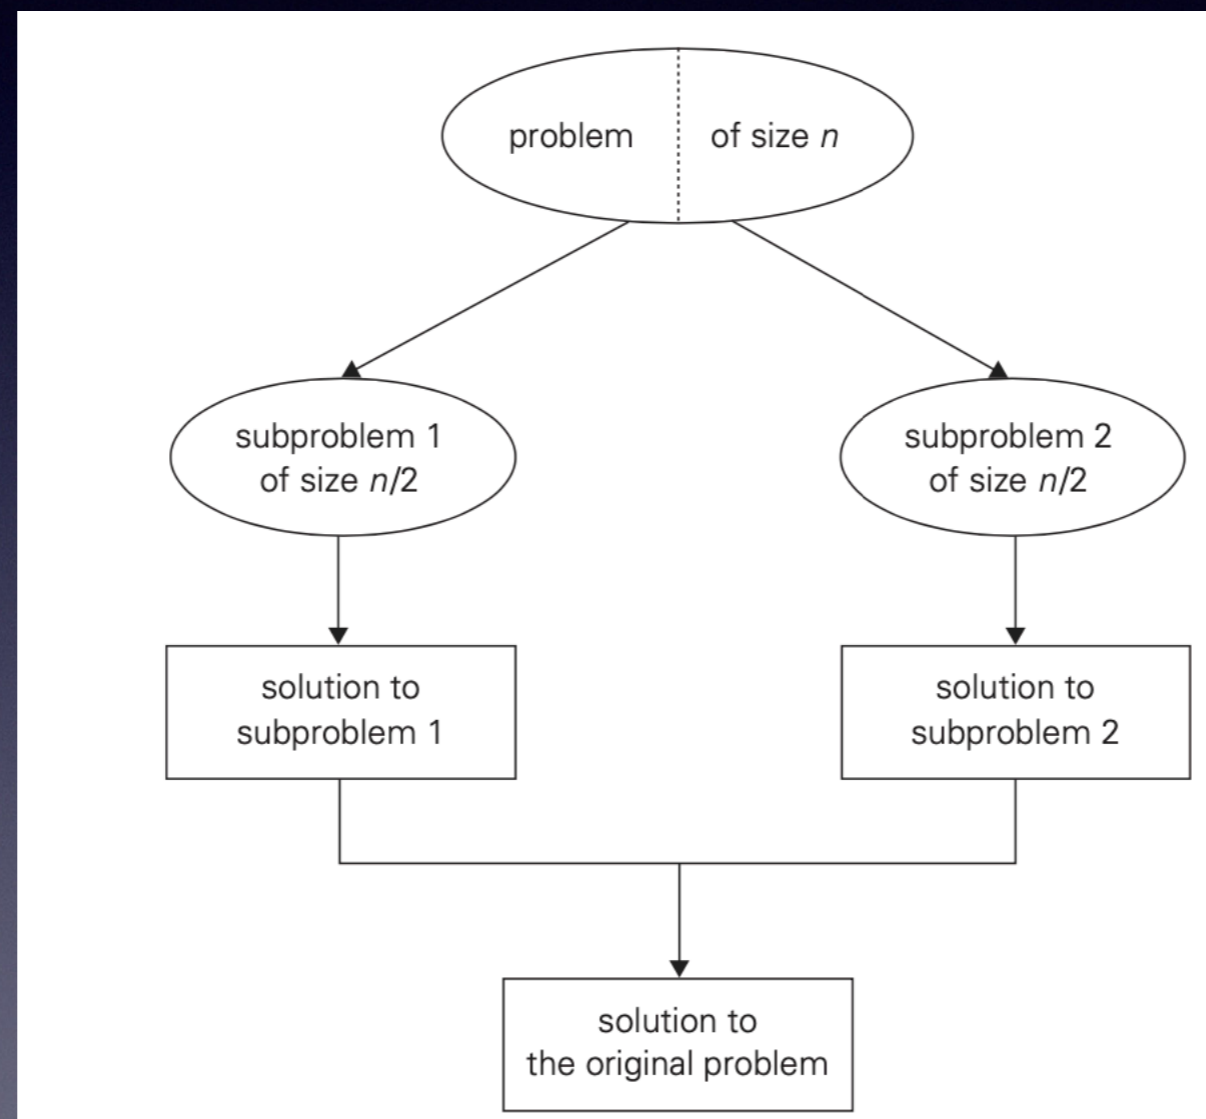 problem of size n
subproblem 1
of size n/2
subproblem 2
of size n/2
solution to
subproblem 1
solution to
subproblem 2
solution to
the original problem